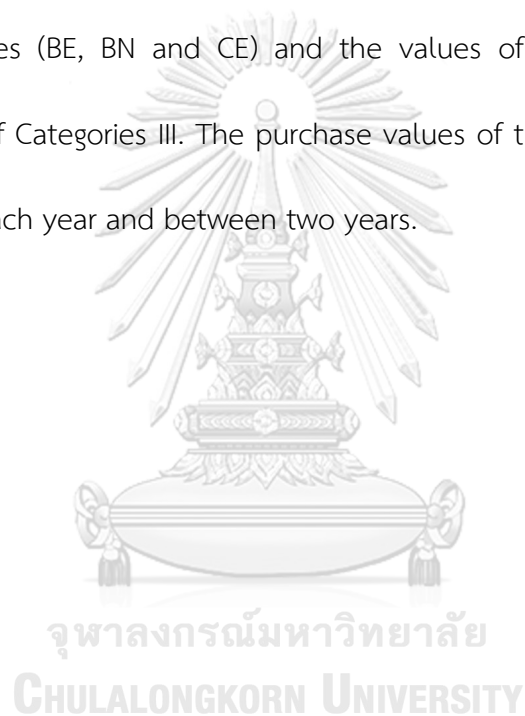 es (BE, BN and CE) and the values of
f Categories III. The purchase values of t
ach year and between two years.
จุฬาลงกรณ์มหาวิทยาลัย
CHULALONGKORN UNIVERSITY